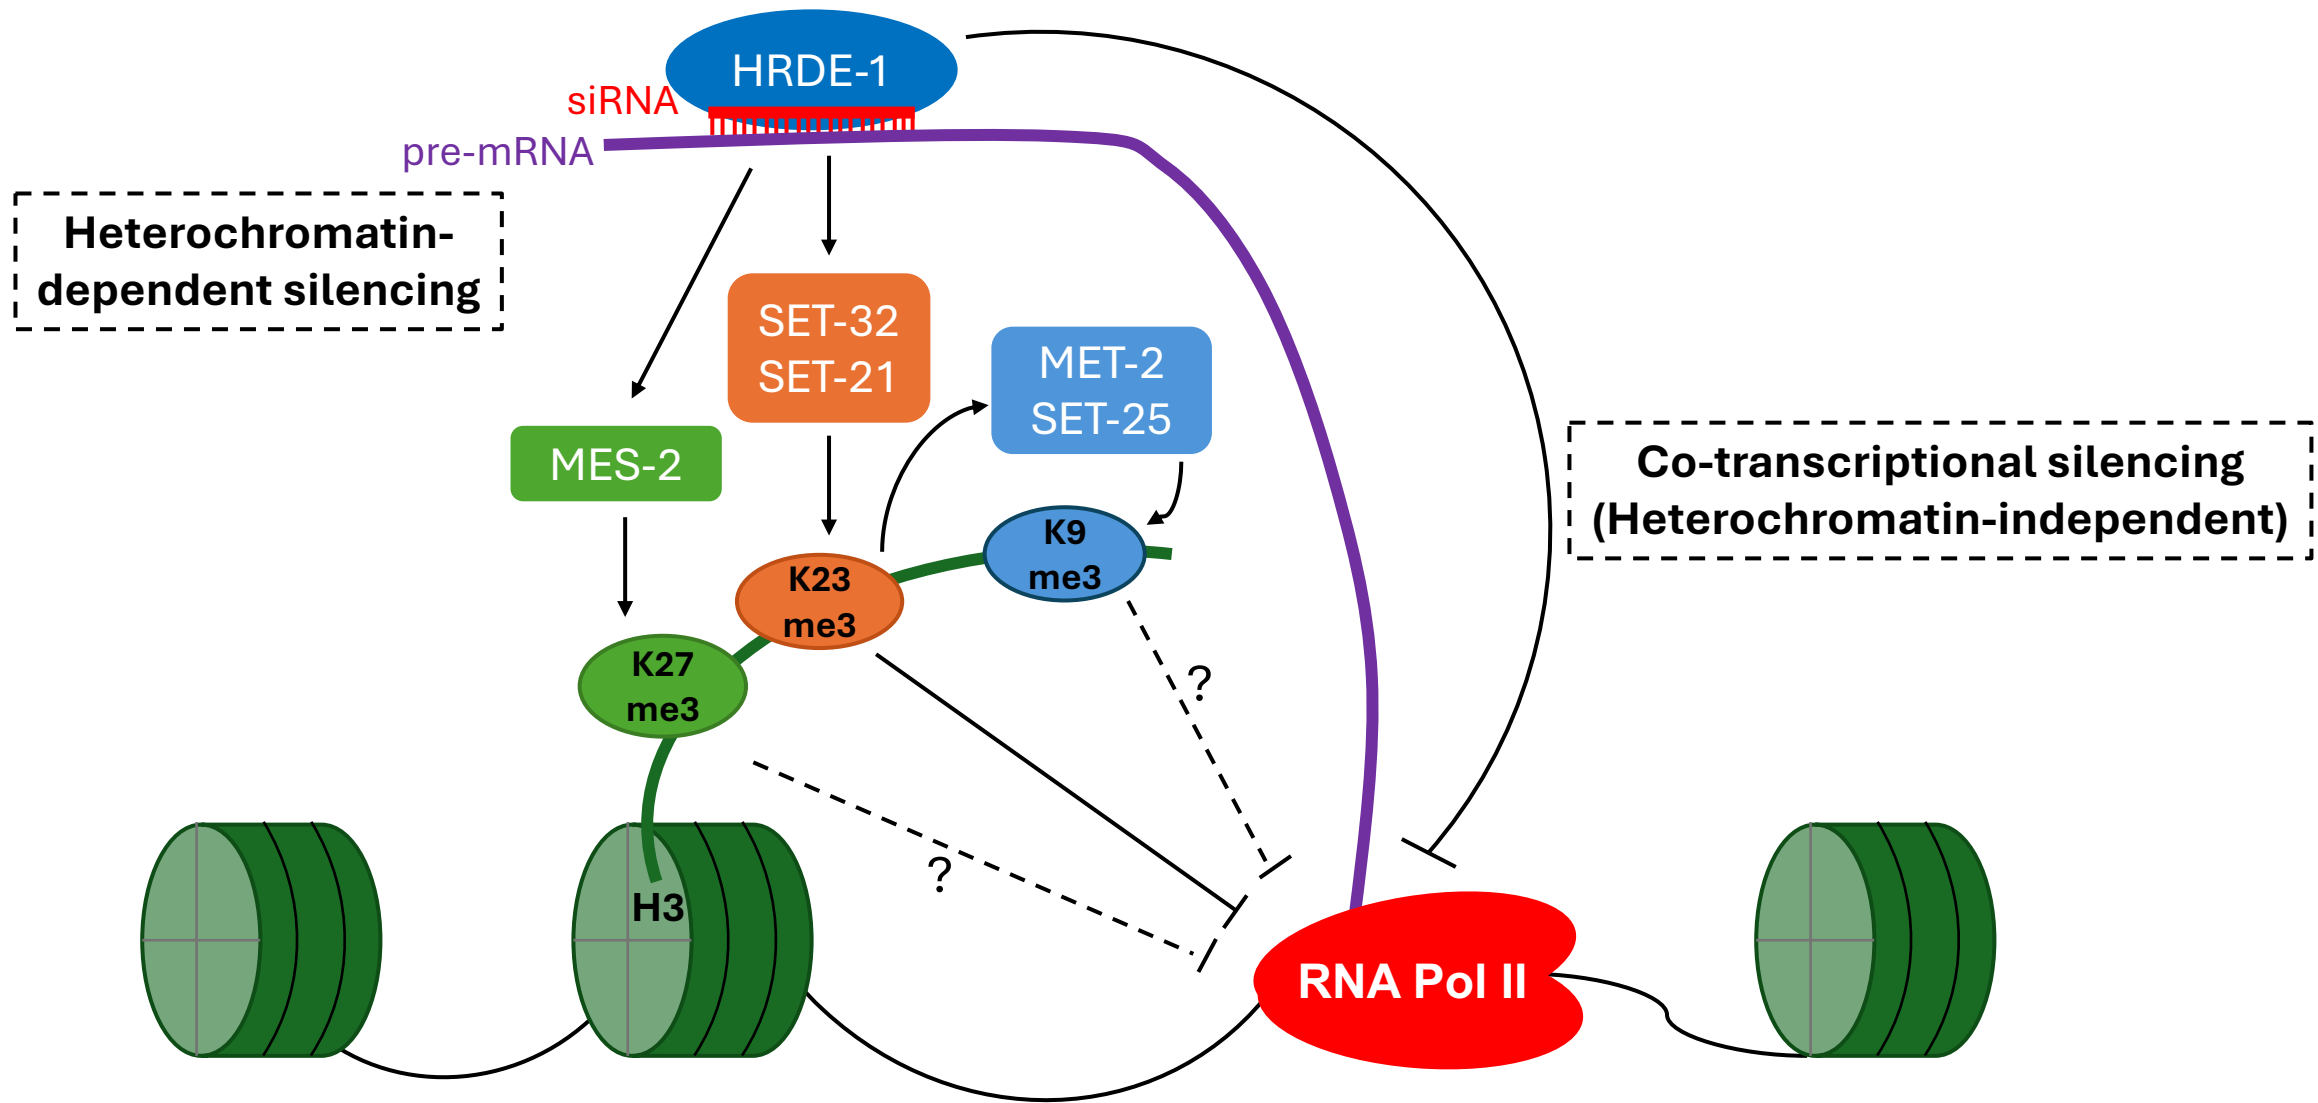 HRDE-1
siRNA
pre-mRNA
Heterochromatin-
dependent silencing
SET-32
SET-21
MET-2
SET-25
MES-2
Co-transcriptional silencing
(Heterochromatin-independent)
K9
me3
K23
me3
K27
me3
?
?
H3
RNA Pol II